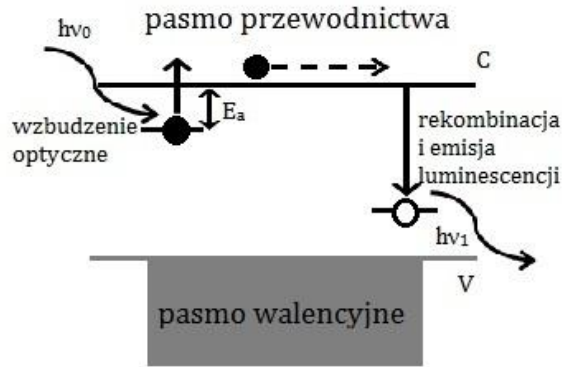 hν₀
pasmo przewodnictwa
C
Eₐ
wzbudzenie
optyczne
rekombinacja
i emisja
luminescencji
hν₁
V
pasmo walencyjne